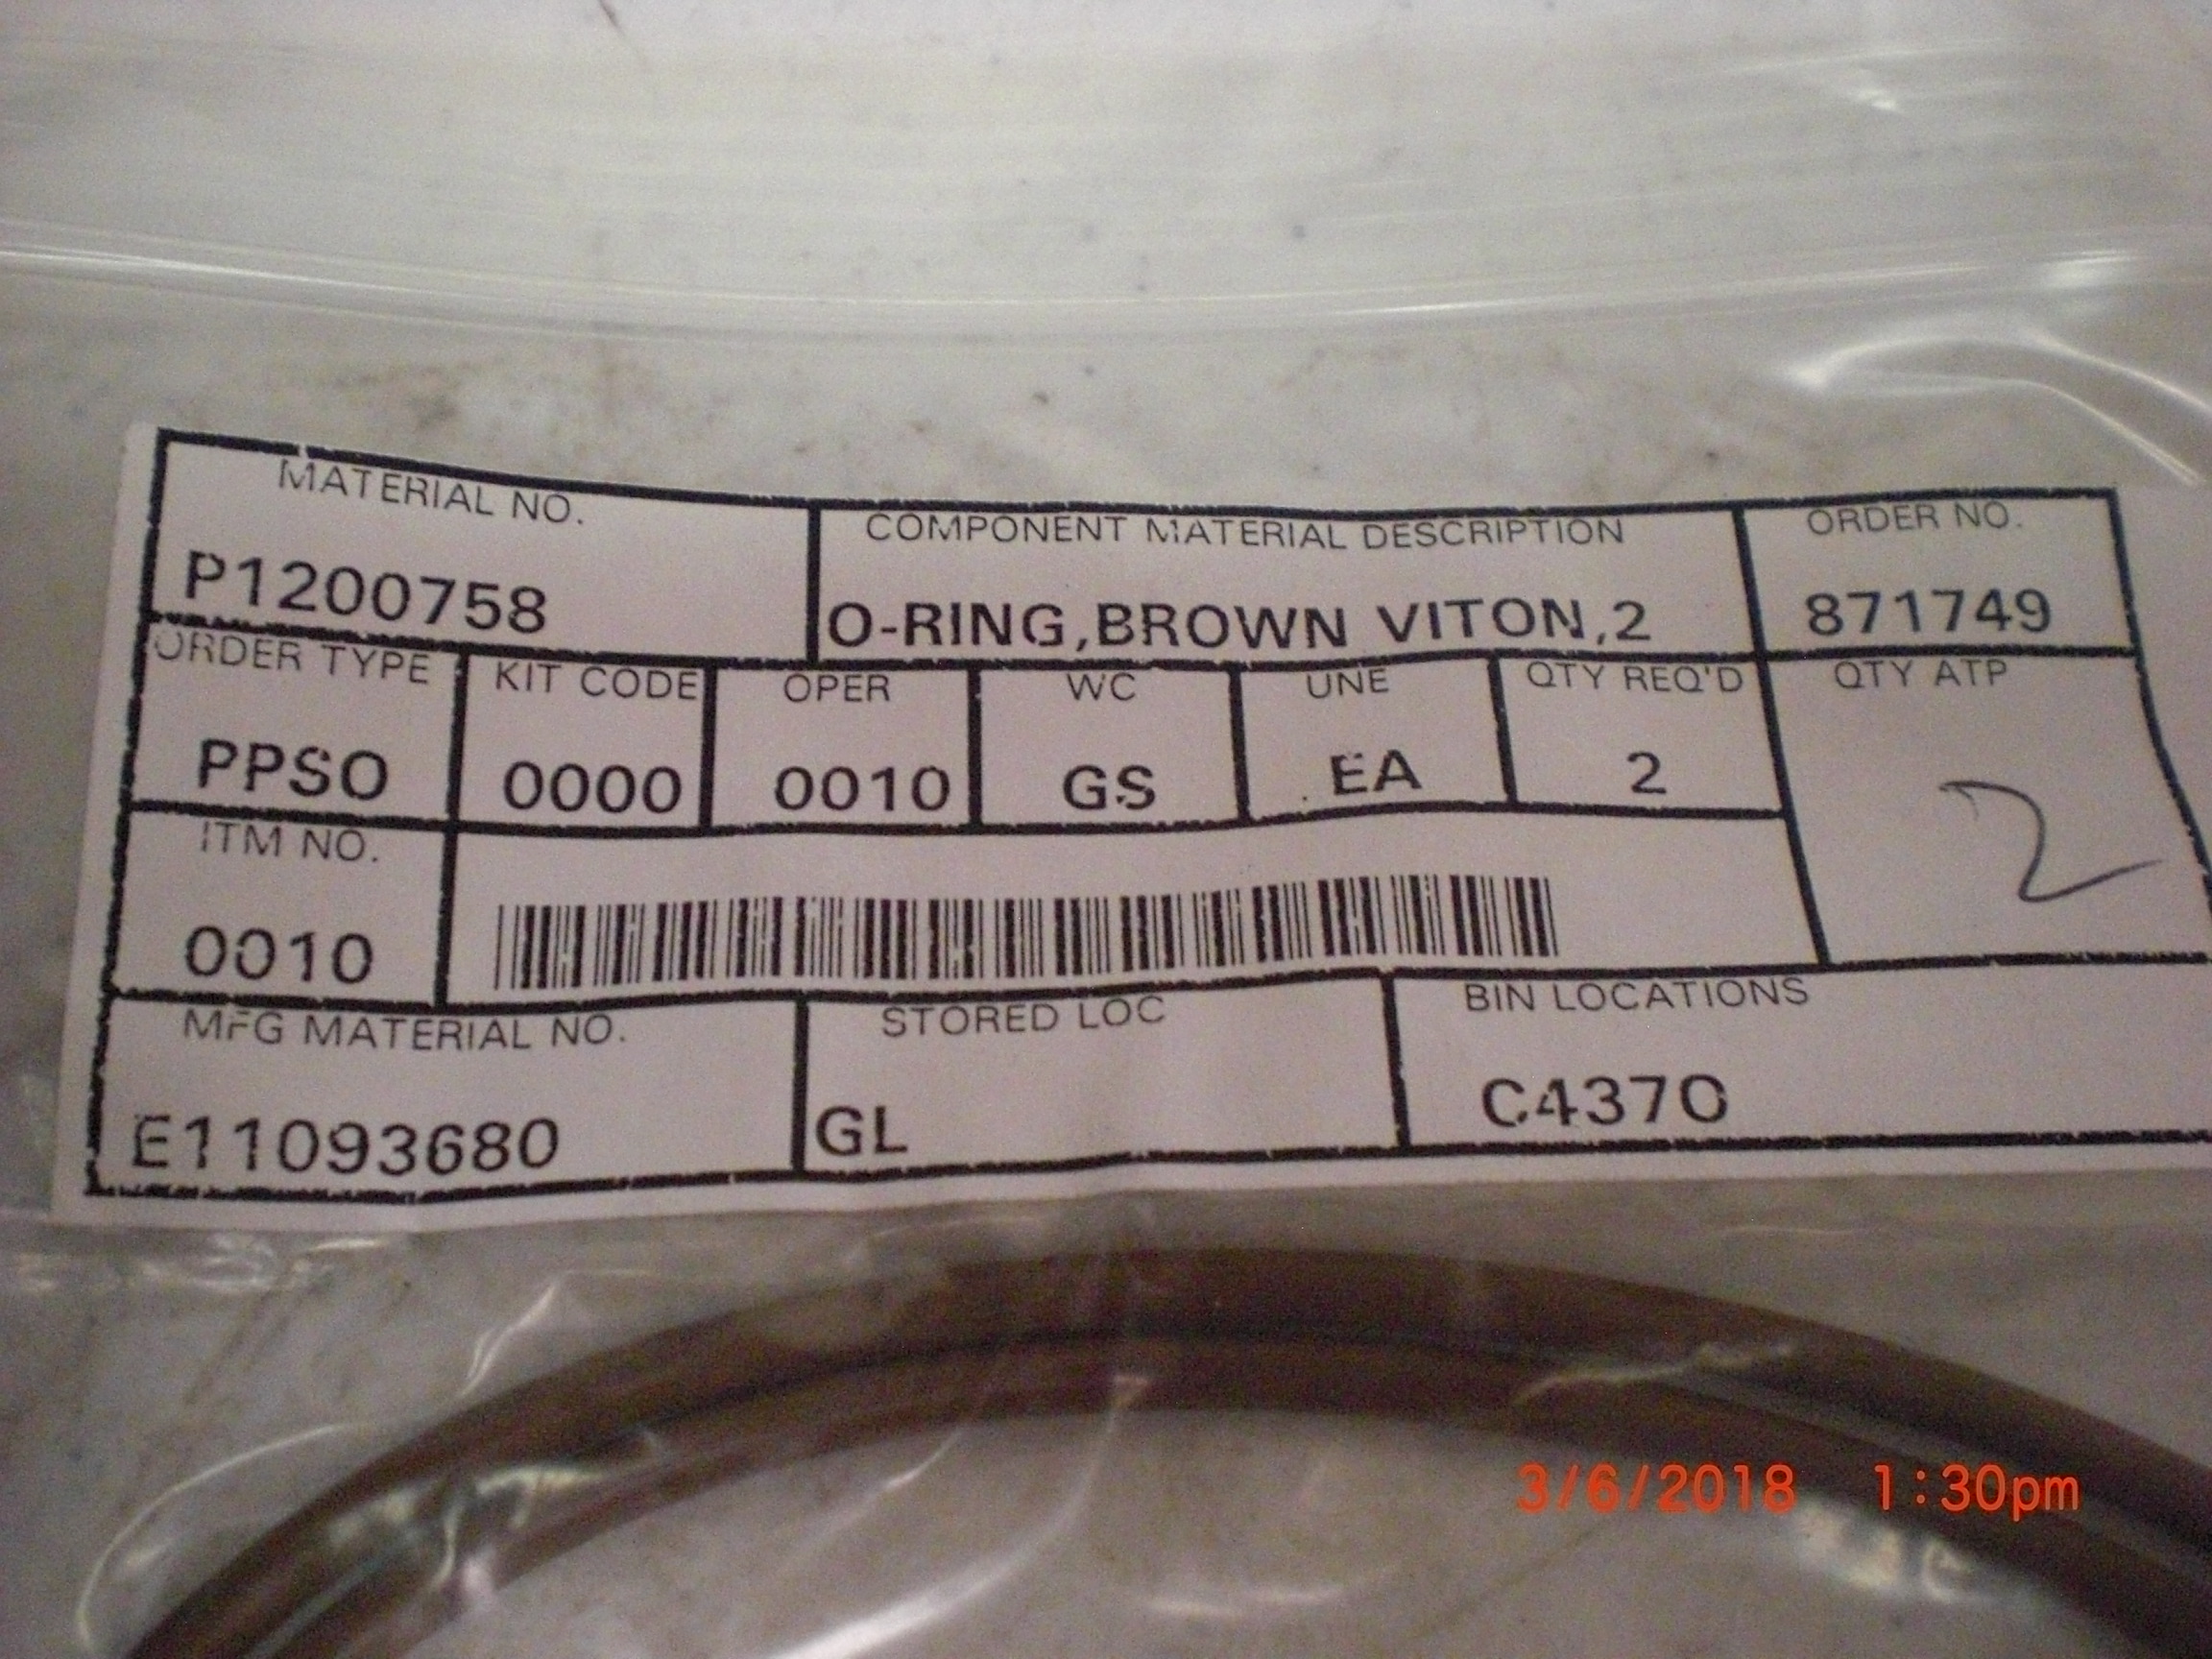 MATERIAL NO. COMPONENT MATERIAL DESCRIPTION ORDER NO.
P1200758 O-RING,BROWN VITON,2 871749
ORDER TYPE KIT CODE OPER WC UNE QTY REQ'D QTY ATP
PPSO 0000 0010 GS EA 2 2
ITM NO.
0010
MFG MATERIAL NO. STORED LOC BIN LOCATIONS
E11093680 GL C4370
3/6/2018 1:30pm